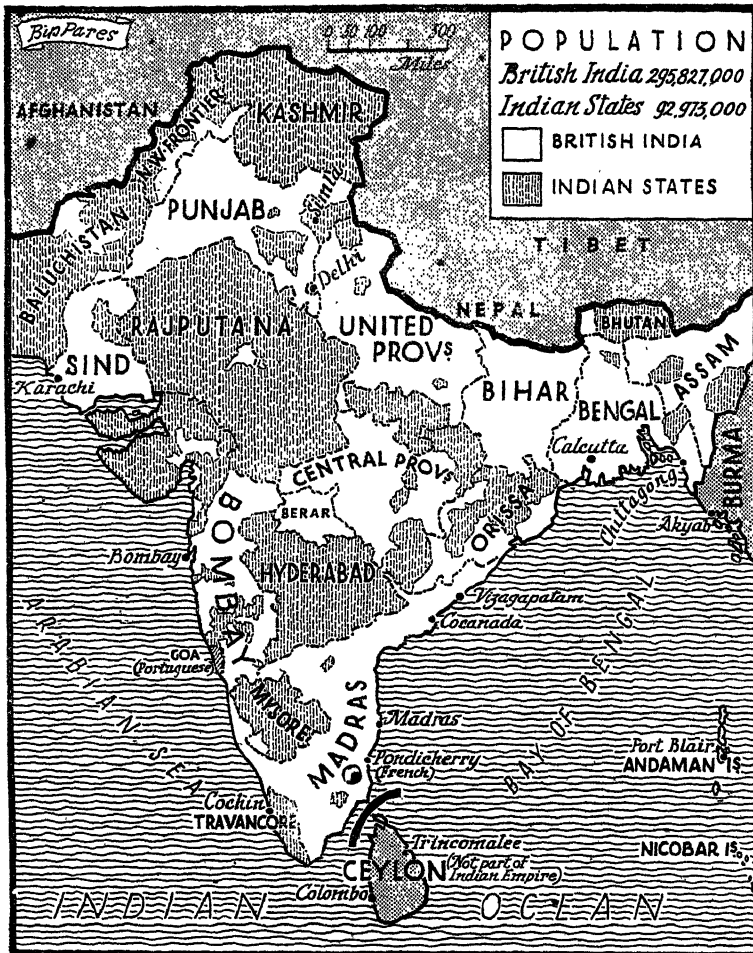 Bip Pares
0 50 100 300
Miles
POPULATION
British India 295,827,000
Indian States 92,973,000
BRITISH INDIA
INDIAN STATES
AFGHANISTAN
N.W FRONTIER
KASHMIR
PUNJAB
Simla
BALUCHISTAN
TIBET
Delhi
NEPAL
RAJPUTANA
UNITED
PROVS
BHUTAN
ASSAM
SIND
Karachi
BIHAR
BENGAL
Calcutta
CENTRAL PROVS
BURMA
Chittagong
BERAR
ORISSA
Akyab
BOMBAY
Bombay
HYDERABAD
Vizagapatam
Cocanada
ARABIAN SEA
BAY OF BENGAL
GOA
(Portuguese)
MYSORE
MADRAS
Madras
Pondicherry
(French)
Port Blair
ANDAMAN IS.
Cochin
TRAVANCORE
Trincomalee
CEYLON
(Not part of
Indian Empire)
NICOBAR IS.
Colombo
INDIAN OCEAN